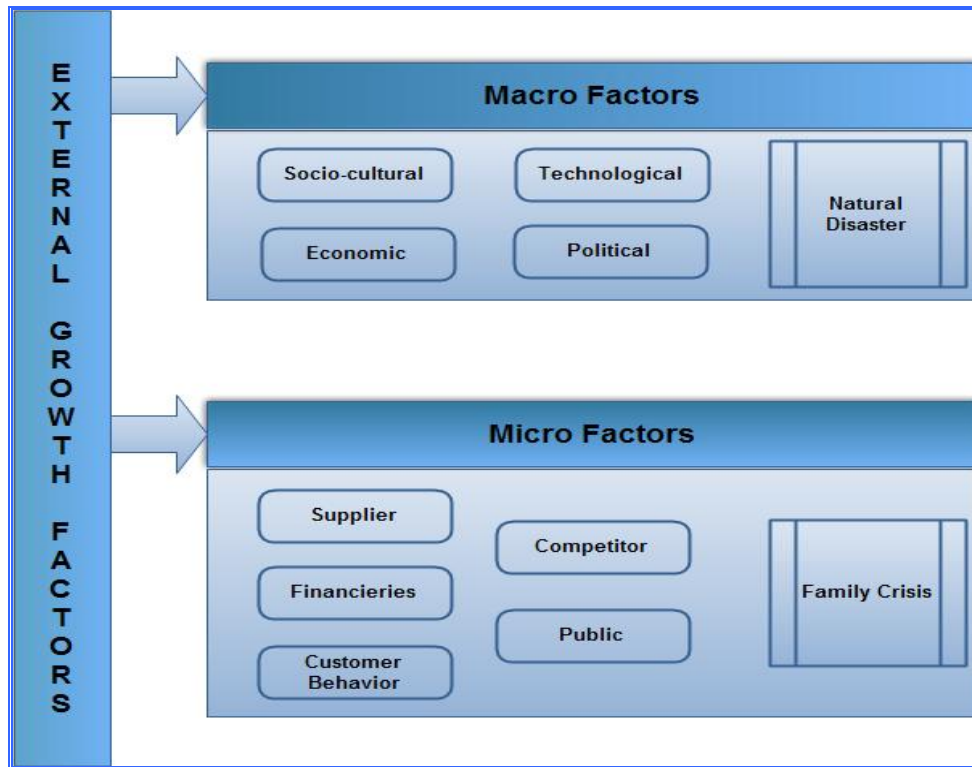 EXTERNAL GROWTH FACTORS
Macro Factors
Socio-cultural
Technological
Natural
Disaster
Economic
Political
Micro Factors
Supplier
Competitor
Financieries
Family Crisis
Public
Customer
Behavior